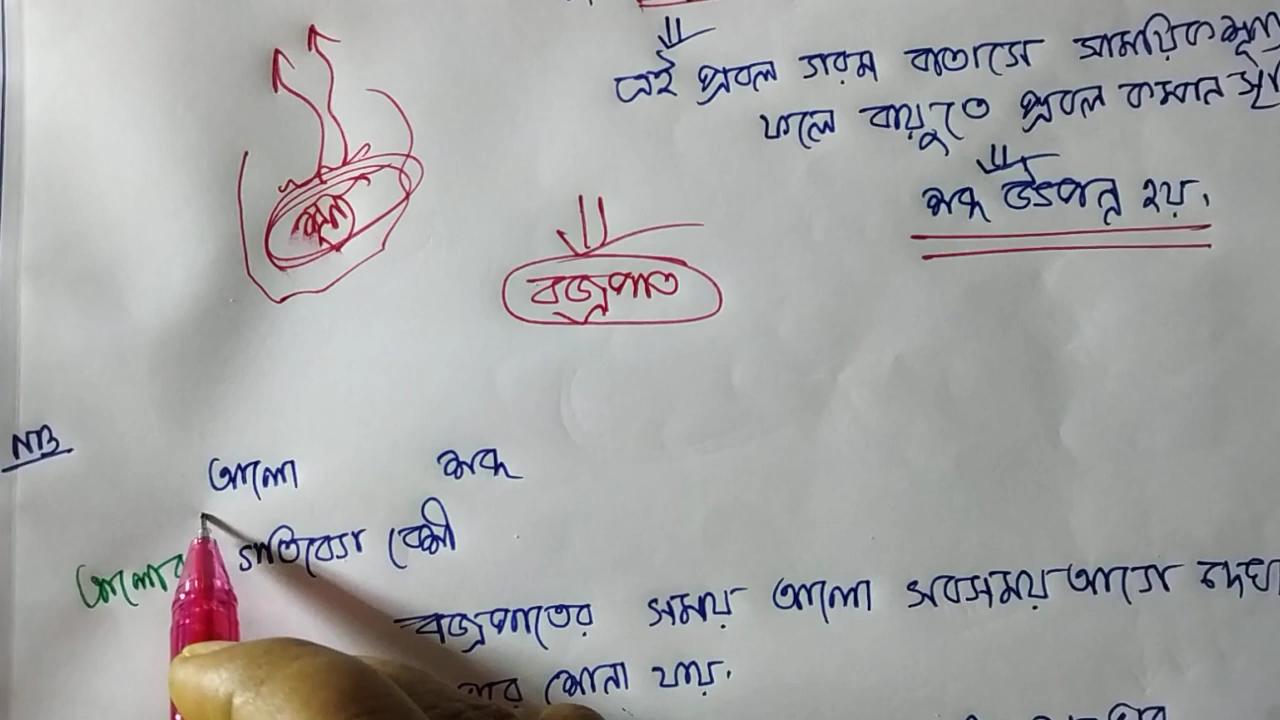 এই প্রবল গরম বাতাসে সাময়িক
ফলে বায়ুতে প্রবল কম্পন
শব্দ উৎপন্ন হয়.
বজ্রপাত
NB
আলো শব্দ
আলোর গতিবেগ বেশী
বজ্রপাতের সময় আলো সবসময় আগে দেখা
শোনা যায়.